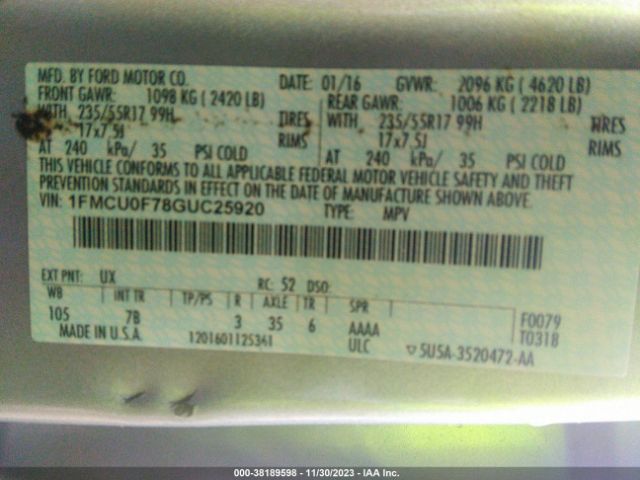 MFD. BY FORD MOTOR CO. DATE: 01/16 GVWR: 2096 KG ( 4620 LB)
FRONT GAWR: 1098 KG ( 2420 LB) REAR GAWR: 1006 KG ( 2218 LB)
WITH 235/55R17 99H TIRES WITH 235/55R17 99H TIRES
17x7.5J RIMS 17x7.5J RIMS
AT 240 kPa/ 35 PSI COLD AT 240 kPa/ 35 PSI COLD
THIS VEHICLE CONFORMS TO ALL APPLICABLE FEDERAL MOTOR VEHICLE SAFETY AND THEFT
PREVENTION STANDARDS IN EFFECT ON THE DATE OF MANUFACTURE SHOWN ABOVE.
VIN: 1FMCU0F78GUC25920 TYPE: MPV
EXT PNT: UX RC: 52 DSO:
WB INT TR TP/PS R AXLE TR SPR
105 7B 3 35 6 AAAA F0079
MADE IN U.S.A. 1201601125361 ULC T0318
▽5U5A-3520472-AA
000-38189598 - 11/30/2023 - IAA Inc.